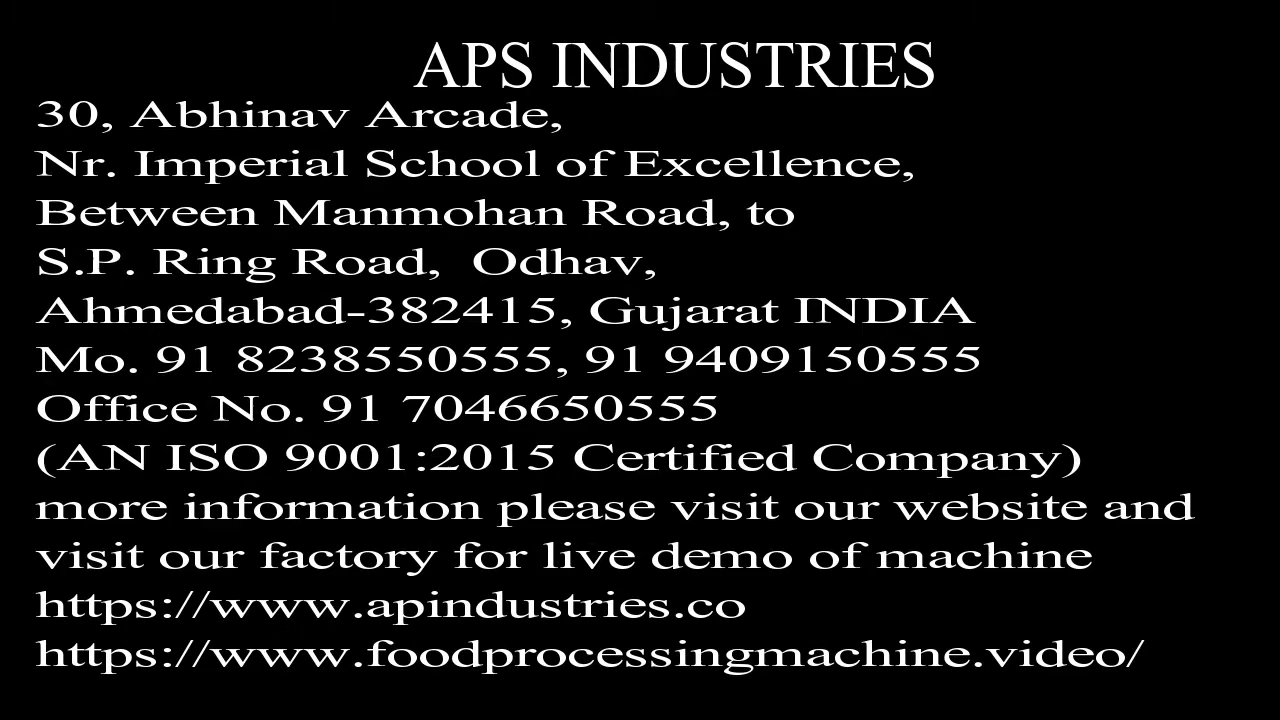 APS INDUSTRIES
30, Abhinav Arcade,
Nr. Imperial School of Excellence,
Between Manmohan Road, to
S.P. Ring Road,  Odhav,
Ahmedabad-382415, Gujarat INDIA
Mo. 91 8238550555, 91 9409150555
Office No. 91 7046650555
(AN ISO 9001:2015 Certified Company)
more information please visit our website and
visit our factory for live demo of machine
https://www.apindustries.co
https://www.foodprocessingmachine.video/